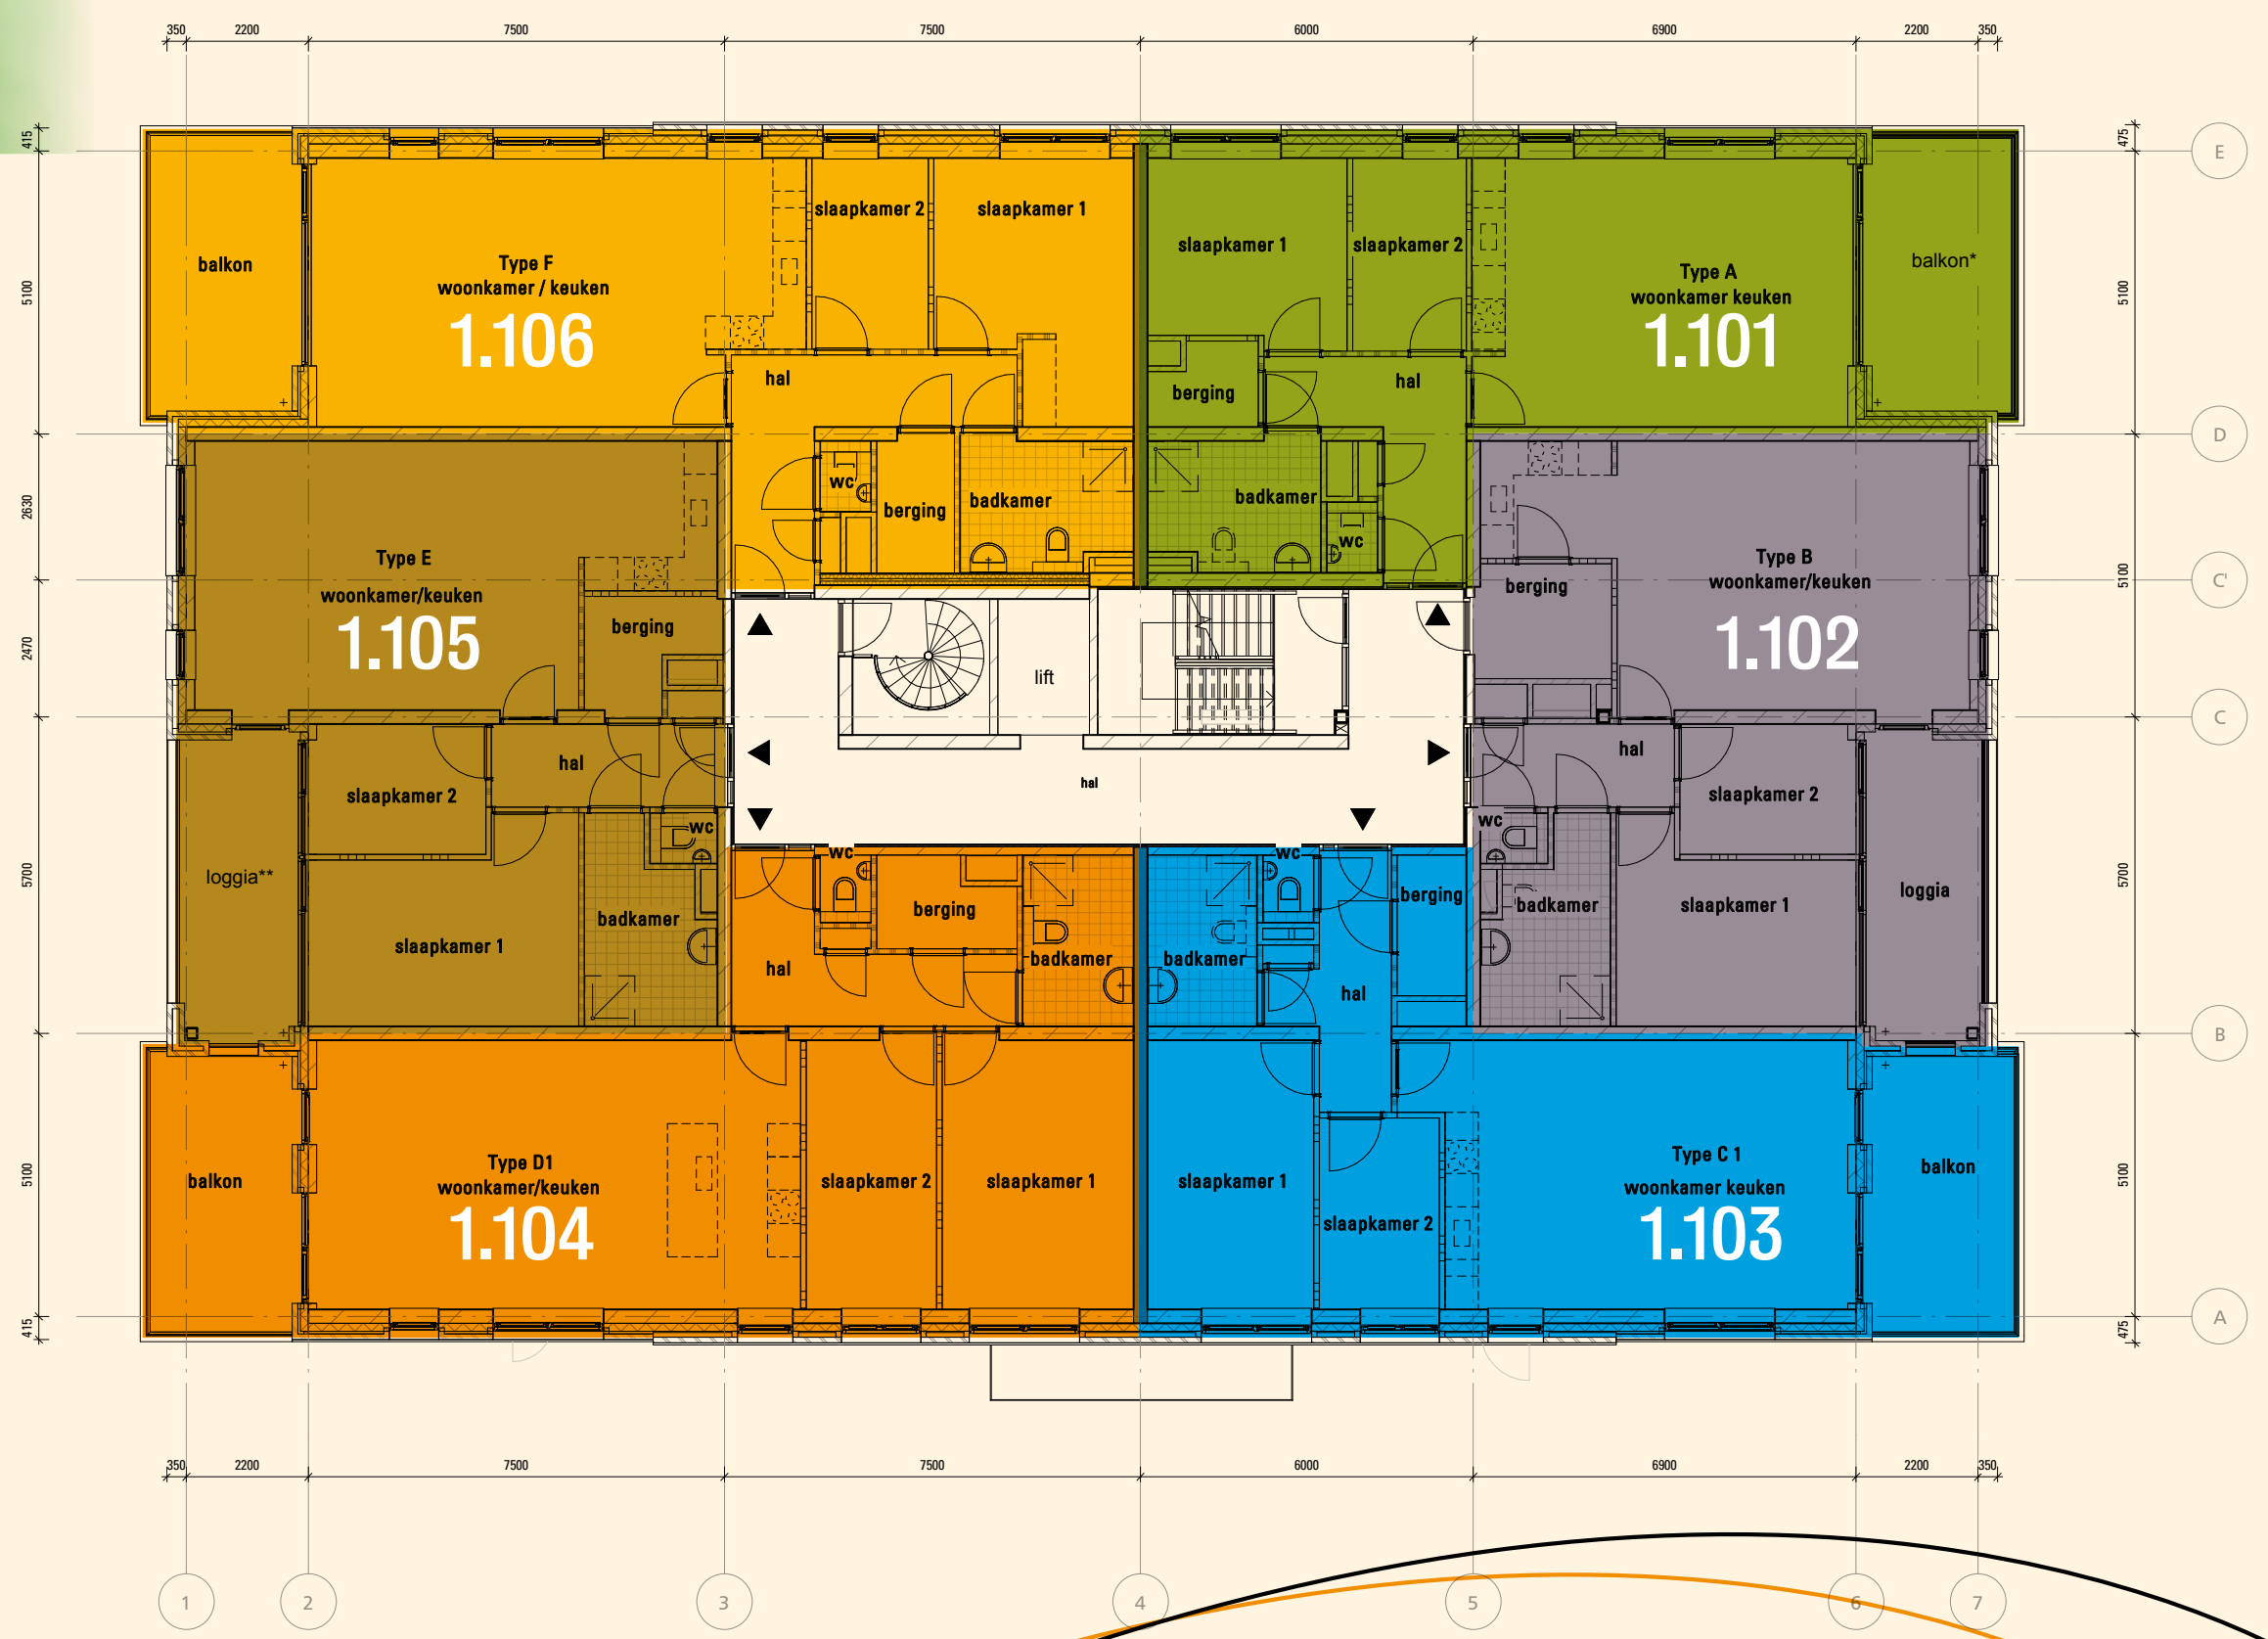 350 2200 7500 7500 6000 6900 2200 350
415 5100 2630 2470 5700 5100 415
475 5100 5100 5700 5100 475
E
D
C'
C
B
A
balkon
Type F
woonkamer / keuken
1.106
slaapkamer 2
slaapkamer 1
hal
wc
berging
badkamer
slaapkamer 1
slaapkamer 2
Type A
woonkamer keuken
1.101
balkon*
berging
hal
badkamer
wc
Type E
woonkamer/keuken
1.105
berging
hal
slaapkamer 2
wc
loggia**
slaapkamer 1
badkamer
lift
hal
Type B
woonkamer/keuken
1.102
berging
hal
slaapkamer 2
wc
badkamer
slaapkamer 1
loggia
wc
berging
hal
badkamer
balkon
Type D1
woonkamer/keuken
1.104
slaapkamer 2
slaapkamer 1
wc
berging
badkamer
hal
slaapkamer 1
slaapkamer 2
Type C 1
woonkamer keuken
1.103
balkon
350 2200 7500 7500 6000 6900 2200 350
1 2 3 4 5 6 7